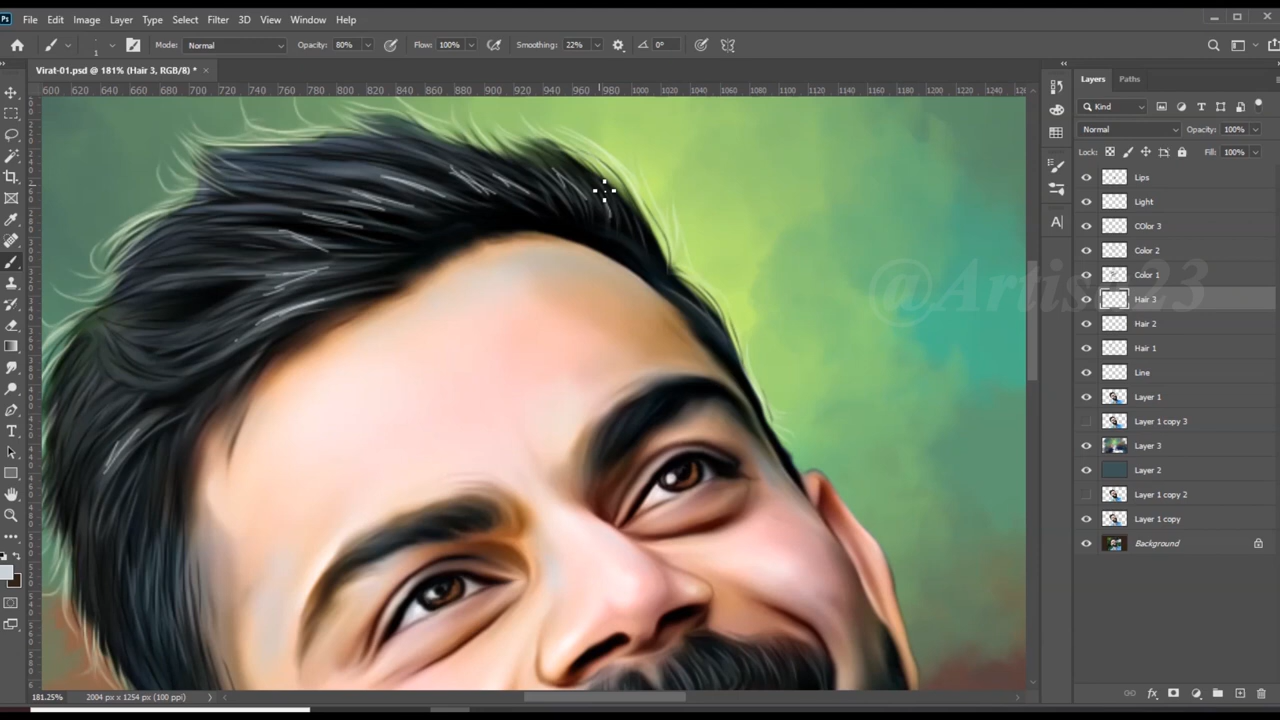 Ps File Edit Image Layer Type Select Filter 3D View Window Help
1 Mode: Normal Opacity: 80% Flow: 100% Smoothing: 22% 0°
Virat-01.psd @ 181% (Hair 3, RGB/8) *
600 620 640 660 680 700 720 740 760 780 800 820 840 860 880 900 920 940 960 980 1000 1020 1040 1060 1080 1100 1120 1140 1160 1180 1200 1220 1240 1260
Layers Paths
Kind
Normal Opacity: 100%
Lock: Fill: 100%
Lips
Light
COlor 3
Color 2
Color 1
Hair 3
Hair 2
Hair 1
Line
Layer 1
Layer 1 copy 3
Layer 3
Layer 2
Layer 1 copy 2
Layer 1 copy
Background
181.25% 2004 px x 1254 px (100 ppi)